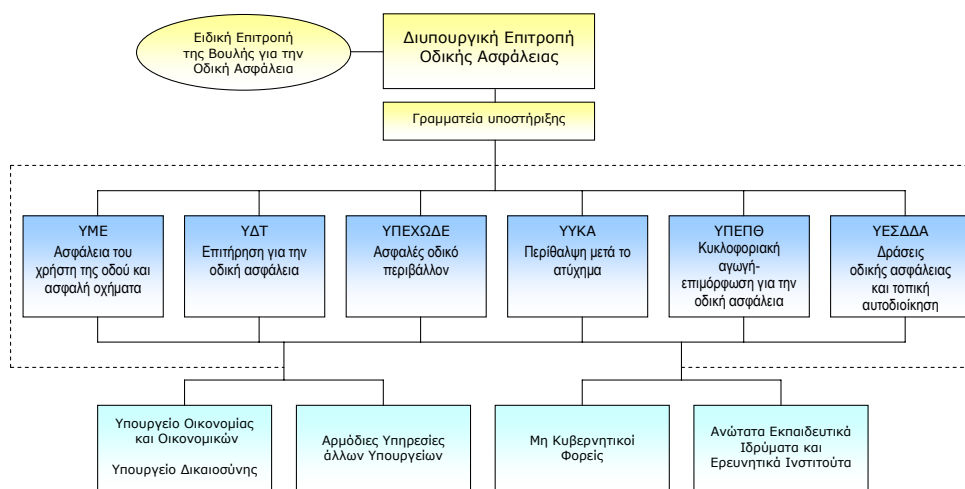 Ειδική Επιτροπή
της Βουλής για την
Οδική Ασφάλεια
Διυπουργική Επιτροπή
Οδικής Ασφάλειας
Γραμματεία υποστήριξης
ΥΜΕ
Ασφάλεια του
χρήστη της οδού και
ασφαλή οχήματα
ΥΔΤ
Επιτήρηση για την
οδική ασφάλεια
ΥΠΕΧΩΔΕ
Ασφαλές οδικό
περιβάλλον
ΥΥΚΑ
Περίθαλψη μετά το
ατύχημα
ΥΠΕΠΘ
Κυκλοφοριακή
αγωγή-
επιμόρφωση για την
οδική ασφάλεια
ΥΕΣΔΔΑ
Δράσεις
οδικής ασφάλειας
και τοπική
αυτοδιοίκηση
Υπουργείο Οικονομίας
και Οικονομικών
Υπουργείο Δικαιοσύνης
Αρμόδιες Υπηρεσίες
άλλων Υπουργείων
Μη Κυβερνητικοί
Φορείς
Ανώτατα Εκπαιδευτικά
Ιδρύματα και
Ερευνητικά Ινστιτούτα